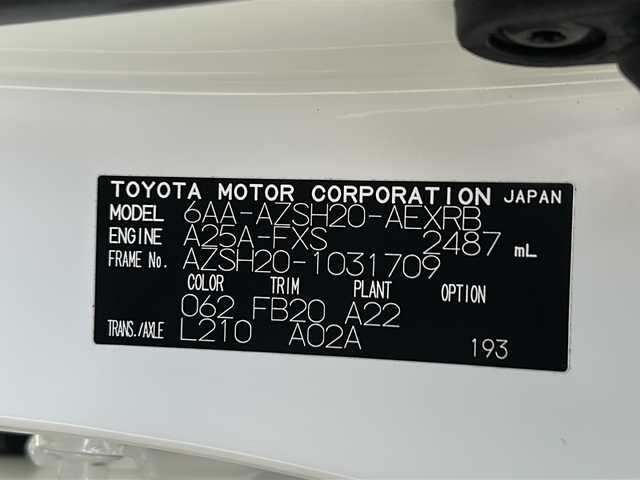 TOYOTA MOTOR CORPORATION JAPAN
MODEL 6AA-AZSH20-AEXRB
ENGINE A25A-FXS 2487 mL
FRAME No. AZSH20-1031709
COLOR TRIM PLANT OPTION
062 FB20 A22
TRANS./AXLE L210 A02A
193